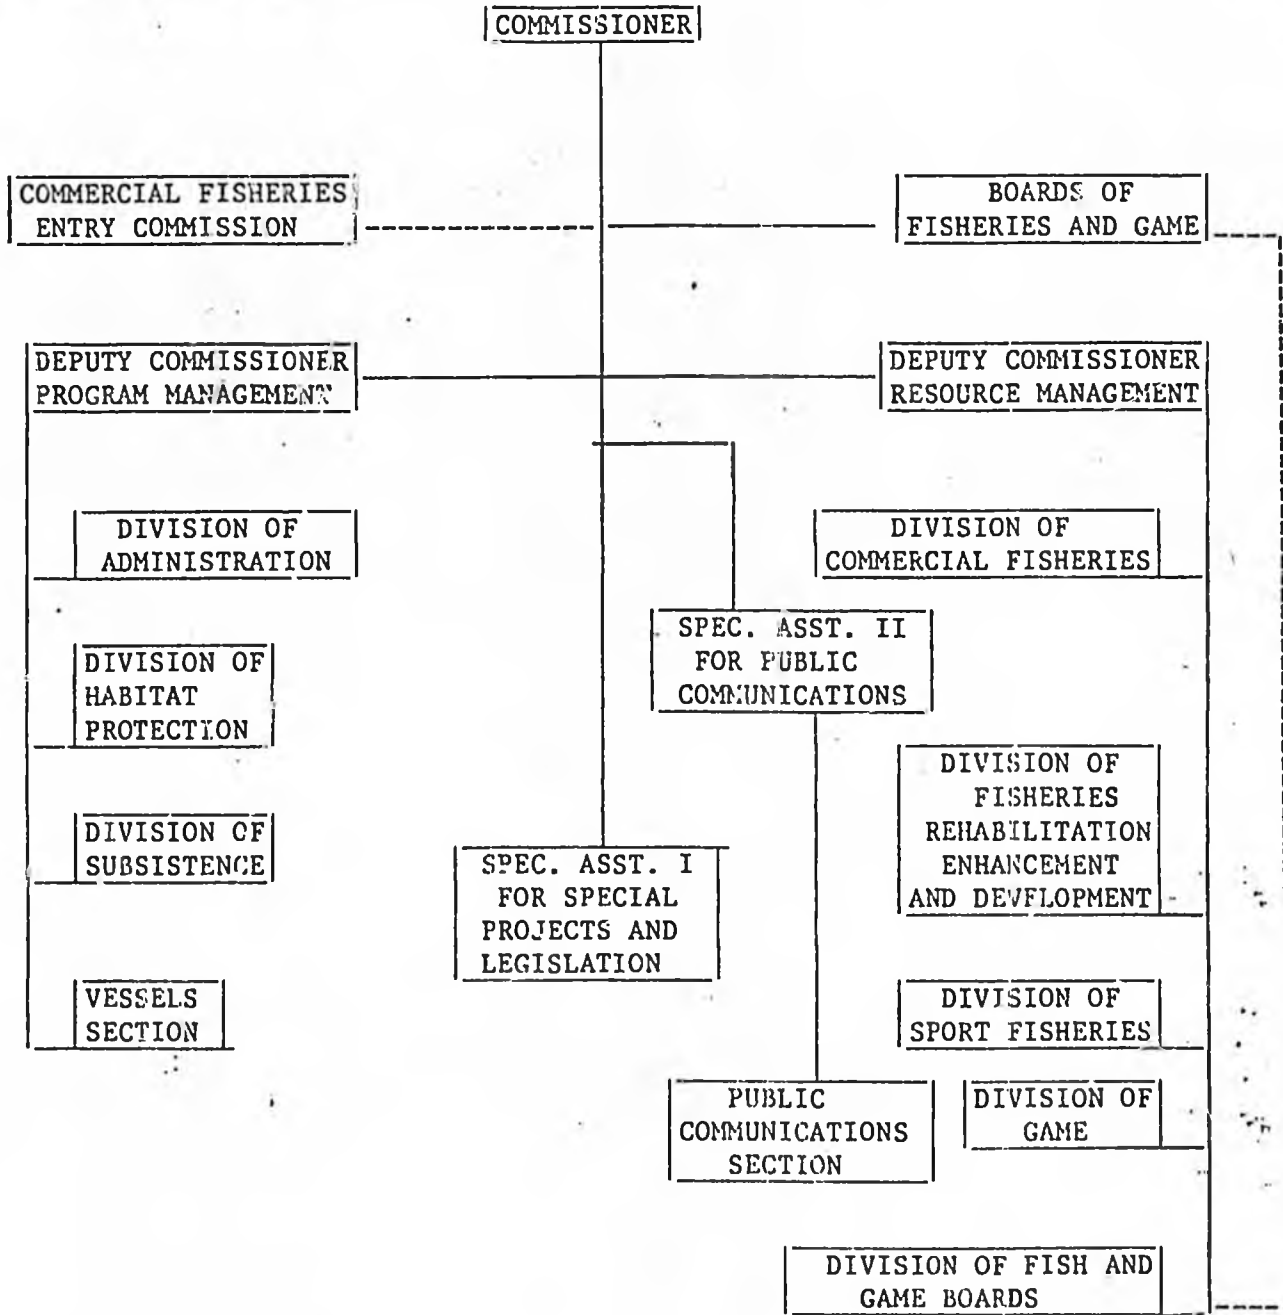 COMMISSIONER
COMMERCIAL FISHERIES
ENTRY COMMISSION
BOARDS OF
FISHERIES AND GAME
DEPUTY COMMISSIONER
PROGRAM MANAGEMENT
DEPUTY COMMISSIONER
RESOURCE MANAGEMENT
DIVISION OF
ADMINISTRATION
DIVISION OF
COMMERCIAL FISHERIES
SPEC. ASST. II
FOR PUBLIC
COMMUNICATIONS
DIVISION OF
HABITAT
PROTECTION
DIVISION OF
FISHERIES
REHABILITATION
ENHANCEMENT
AND DEVELOPMENT
DIVISION OF
SUBSISTENCE
SPEC. ASST. I
FOR SPECIAL
PROJECTS AND
LEGISLATION
VESSELS
SECTION
DIVISION OF
SPORT FISHERIES
PUBLIC
COMMUNICATIONS
SECTION
DIVISION OF
GAME
DIVISION OF FISH AND
GAME BOARDS